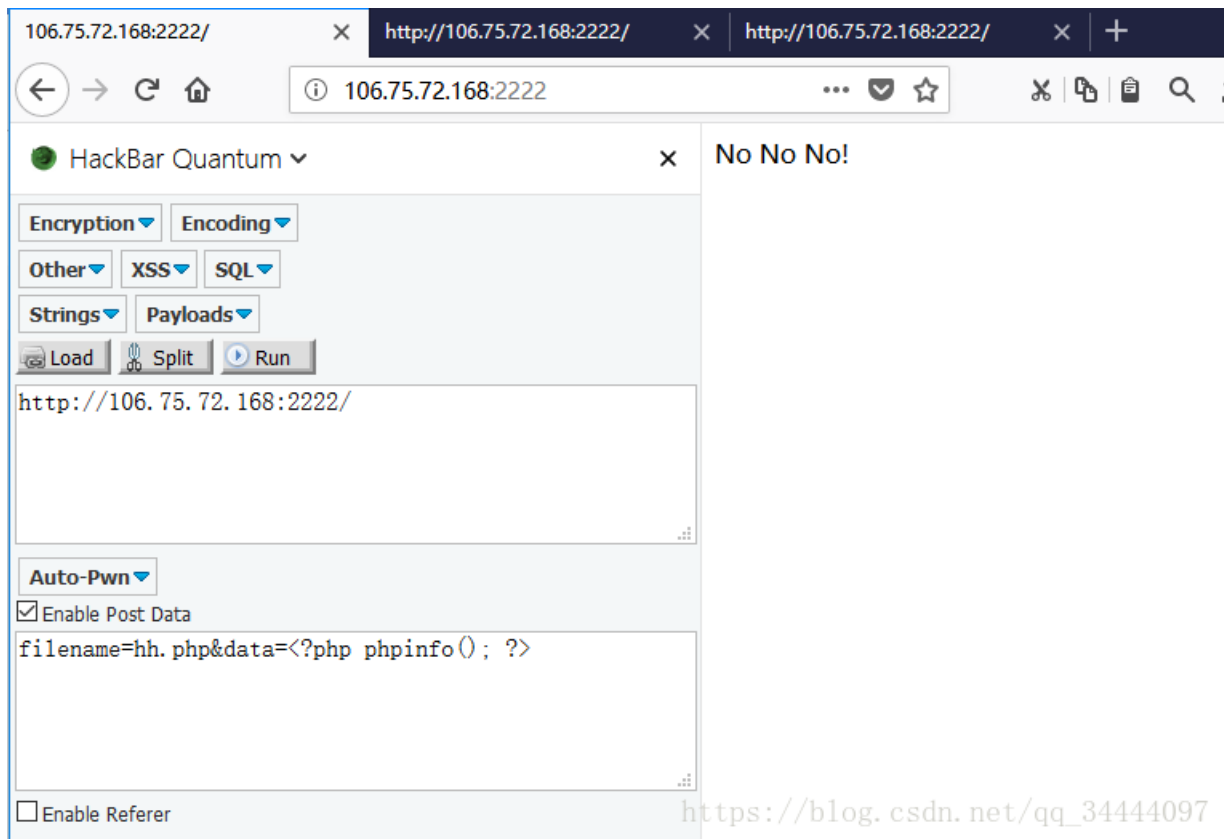 106.75.72.168:2222/
http://106.75.72.168:2222/
http://106.75.72.168:2222/
106.75.72.168:2222
HackBar Quantum
No No No!
Encryption
Encoding
Other
XSS
SQL
Strings
Payloads
Load
Split
Run
http://106.75.72.168:2222/
Auto-Pwn
Enable Post Data
filename=hh.php&data=<?php phpinfo(); ?>
Enable Referer
https://blog.csdn.net/qq_34444097